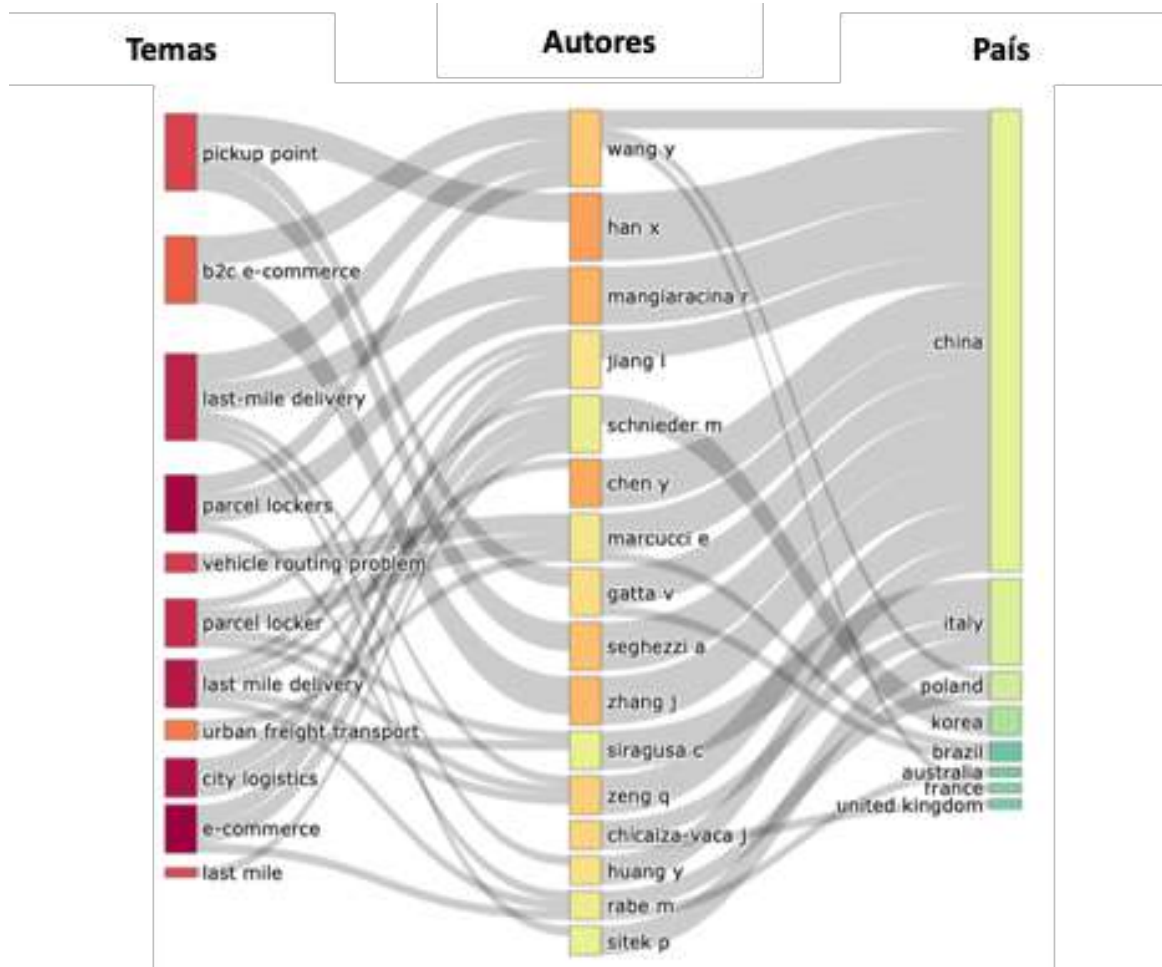 Temas
Autores
País
pickup point
b2c e-commerce
last-mile delivery
parcel lockers
vehicle routing problem
parcel locker
last mile delivery
urban freight transport
city logistics
e-commerce
last mile
wang y
han x
mangiaracina r
jiang l
schnieder m
chen y
marcucci e
gatta v
seghezzi a
zhang j
siragusa c
zeng q
chicaiza-vaca j
huang y
rabe m
sitek p
china
italy
poland
korea
brazil
australia
france
united kingdom